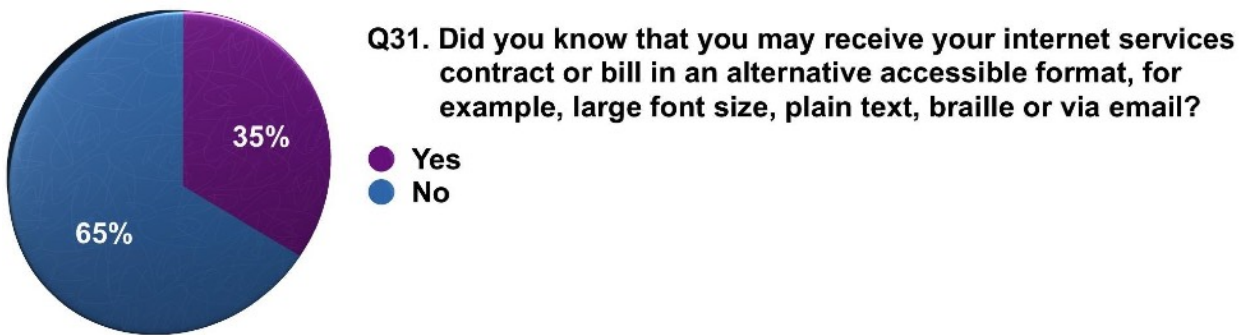 Q31. Did you know that you may receive your internet services
contract or bill in an alternative accessible format, for
example, large font size, plain text, braille or via email?
Yes
No
35%
65%